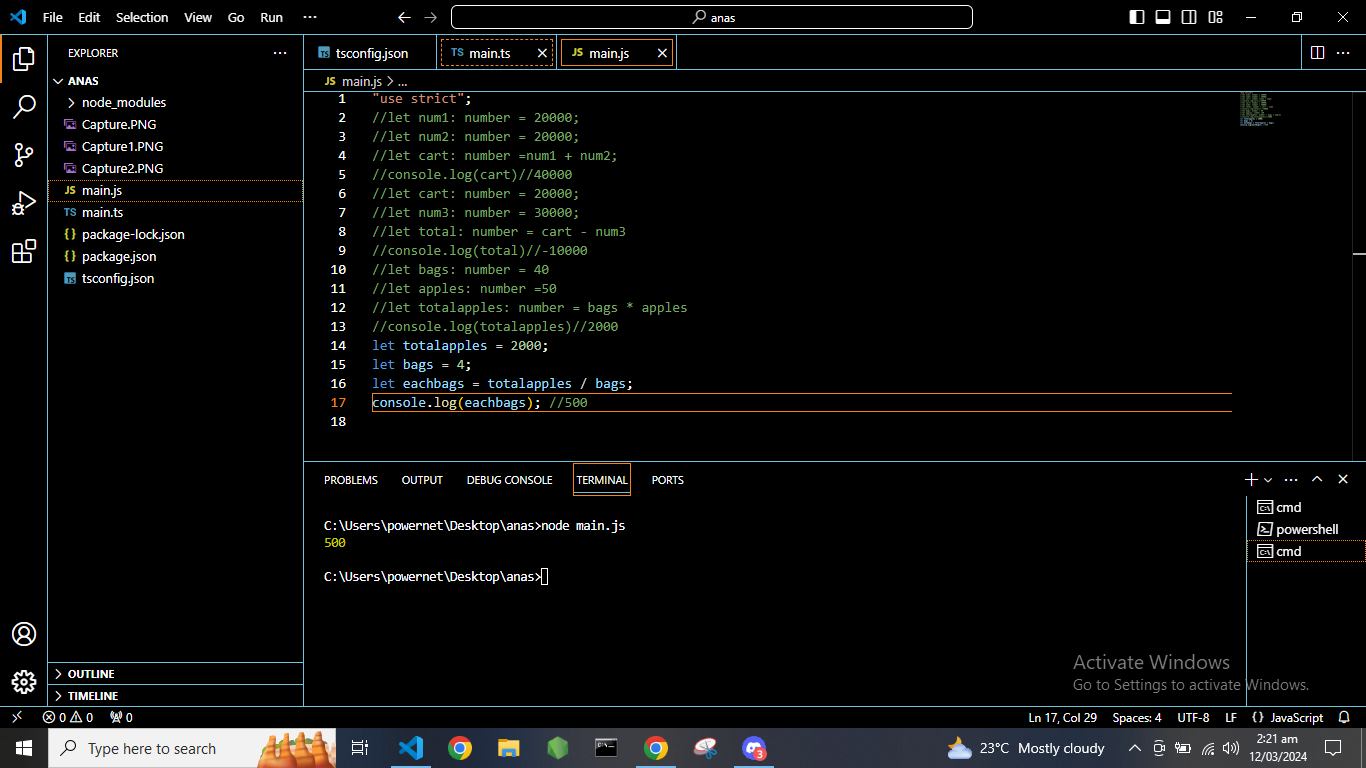 File Edit Selection View Go Run ···
anas
EXPLORER
ANAS
node_modules
Capture.PNG
Capture1.PNG
Capture2.PNG
JS main.js
TS main.ts
{} package-lock.json
{} package.json
TS tsconfig.json
OUTLINE
TIMELINE
TS tsconfig.json TS main.ts JS main.js
JS main.js > ...
1 "use strict";
2 //let num1: number = 20000;
3 //let num2: number = 20000;
4 //let cart: number =num1 + num2;
5 //console.log(cart)//40000
6 //let cart: number = 20000;
7 //let num3: number = 30000;
8 //let total: number = cart - num3
9 //console.log(total)//-10000
10 //let bags: number = 40
11 //let apples: number =50
12 //let totalapples: number = bags * apples
13 //console.log(totalapples)//2000
14 let totalapples = 2000;
15 let bags = 4;
16 let eachbags = totalapples / bags;
17 console.log(eachbags); //500
18
PROBLEMS OUTPUT DEBUG CONSOLE TERMINAL PORTS
C:\Users\powernet\Desktop\anas>node main.js
500
C:\Users\powernet\Desktop\anas>
cmd
powershell
cmd
Activate Windows
Go to Settings to activate Windows.
0 0 0
Ln 17, Col 29 Spaces: 4 UTF-8 LF {} JavaScript
Type here to search
3
23°C Mostly cloudy
2:21 am
12/03/2024